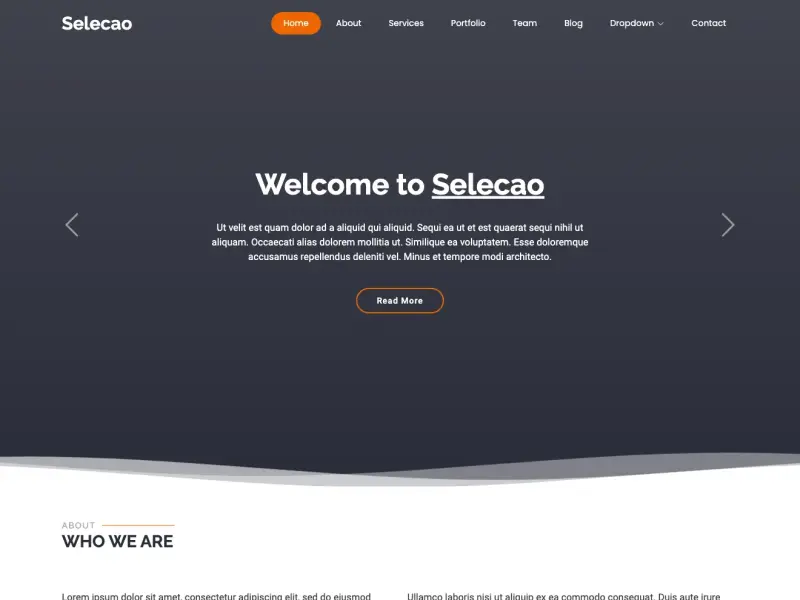 Selecao
Home About Services Portfolio Team Blog Dropdown Contact
Welcome to Selecao
Ut velit est quam dolor ad a aliquid qui aliquid. Sequi ea ut et est quaerat sequi nihil ut
aliquam. Occaecati alias dolorem mollitia ut. Similique ea voluptatem. Esse doloremque
accusamus repellendus deleniti vel. Minus et tempore modi architecto.
Read More
ABOUT
WHO WE ARE
Lorem ipsum dolor sit amet, consectetur adipiscing elit, sed do eiusmod
Ullamco laboris nisi ut aliquip ex ea commodo consequat. Duis aute irure